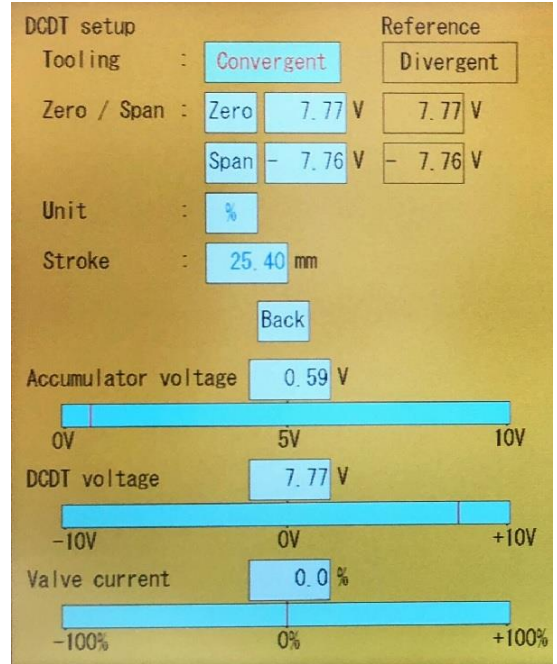 DCDT setup Reference
Tooling : Convergent Divergent
Zero / Span : Zero 7.77 V 7.77 V
Span - 7.76 V - 7.76 V
Unit : %
Stroke : 25.40 mm
Back
Accumulator voltage 0.59 V
0V 5V 10V
DCDT voltage 7.77 V
-10V 0V +10V
Valve current 0.0 %
-100% 0% +100%